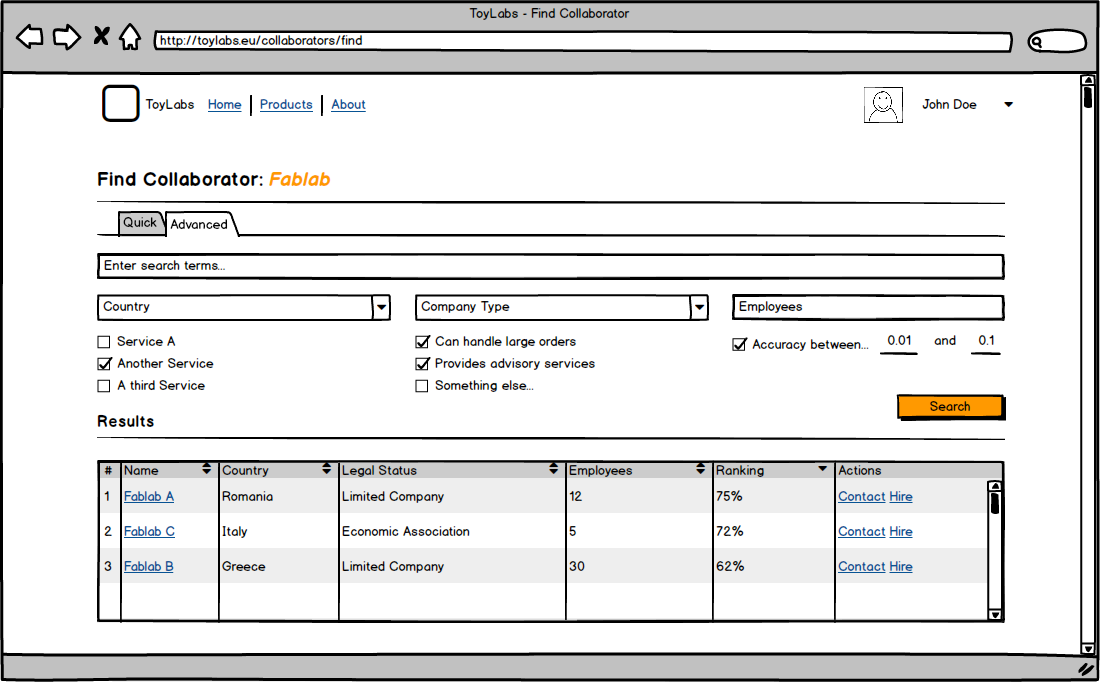 ToyLabs - Find Collaborator
http://toylabs.eu/collaborators/find
ToyLabs Home Products About John Doe
Find Collaborator: Fablab
Quick Advanced
Enter search terms...
Country Company Type Employees
Service A Can handle large orders Accuracy between... 0.01 and 0.1
Another Service Provides advisory services
A third Service Something else...
Search
Results
# Name Country Legal Status Employees Ranking Actions
1 Fablab A Romania Limited Company 12 75% Contact Hire
2 Fablab C Italy Economic Association 5 72% Contact Hire
3 Fablab B Greece Limited Company 30 62% Contact Hire